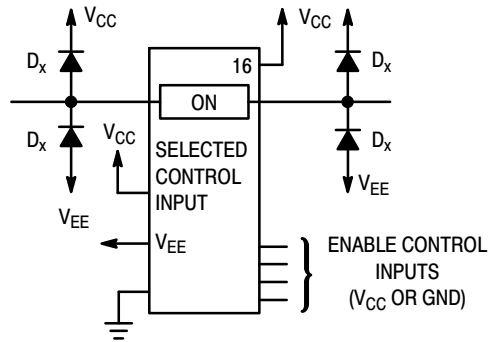 VCC
VCC
VCC
16
Dx
Dx
ON
VCC
Dx
Dx
SELECTED
CONTROL
INPUT
VEE
VEE
VEE
ENABLE CONTROL
INPUTS
(VCC OR GND)